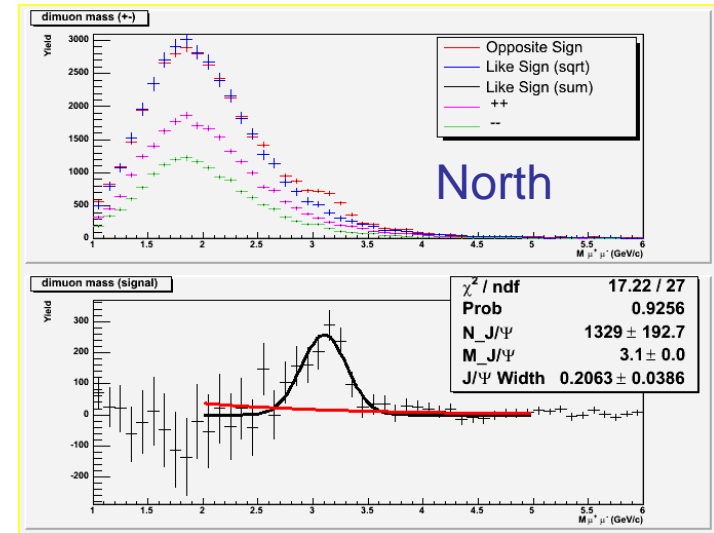 dimuon mass (+-)
Yield
3000
2500
2000
1500
1000
500
0
Opposite Sign
Like Sign (sqrt)
Like Sign (sum)
++
--
North
1 1.5 2 2.5 3 3.5 4 4.5 5 5.5 6
M μ⁺ μ⁻ (GeV/c)
dimuon mass (signal)
Yield
300
200
100
0
-100
-200
χ² / ndf 17.22 / 27
Prob 0.9256
N_J/Ψ 1329 ± 192.7
M_J/Ψ 3.1 ± 0.0
J/Ψ Width 0.2063 ± 0.0386
1 1.5 2 2.5 3 3.5 4 4.5 5 5.5 6
M μ⁺ μ⁻ (GeV/c)